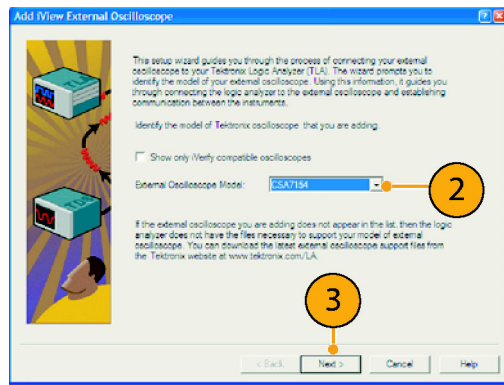 Add iView External Oscilloscope
This setup wizard guides you through the process of connecting your external
oscilloscope to your Tektronix Logic Analyzer (TLA). The wizard prompts you to
identify the model of your external oscilloscope. Using this information, it guides you
through connecting the logic analyzer to the external oscilloscope and establishing
communication between the instruments.
Identify the model of Tektronix oscilloscope that you are adding.
Show only iVerify compatible oscilloscopes
External Oscilloscope Model: CSA7154
2
If the external oscilloscope you are adding does not appear in the list, then the logic
analyzer does not have the files necessary to support your model of external
oscilloscope. You can download the latest external oscilloscope support files from
the Tektronix website at www.tektronix.com/LA.
3
< Back Next > Cancel Help
TLA
TDS